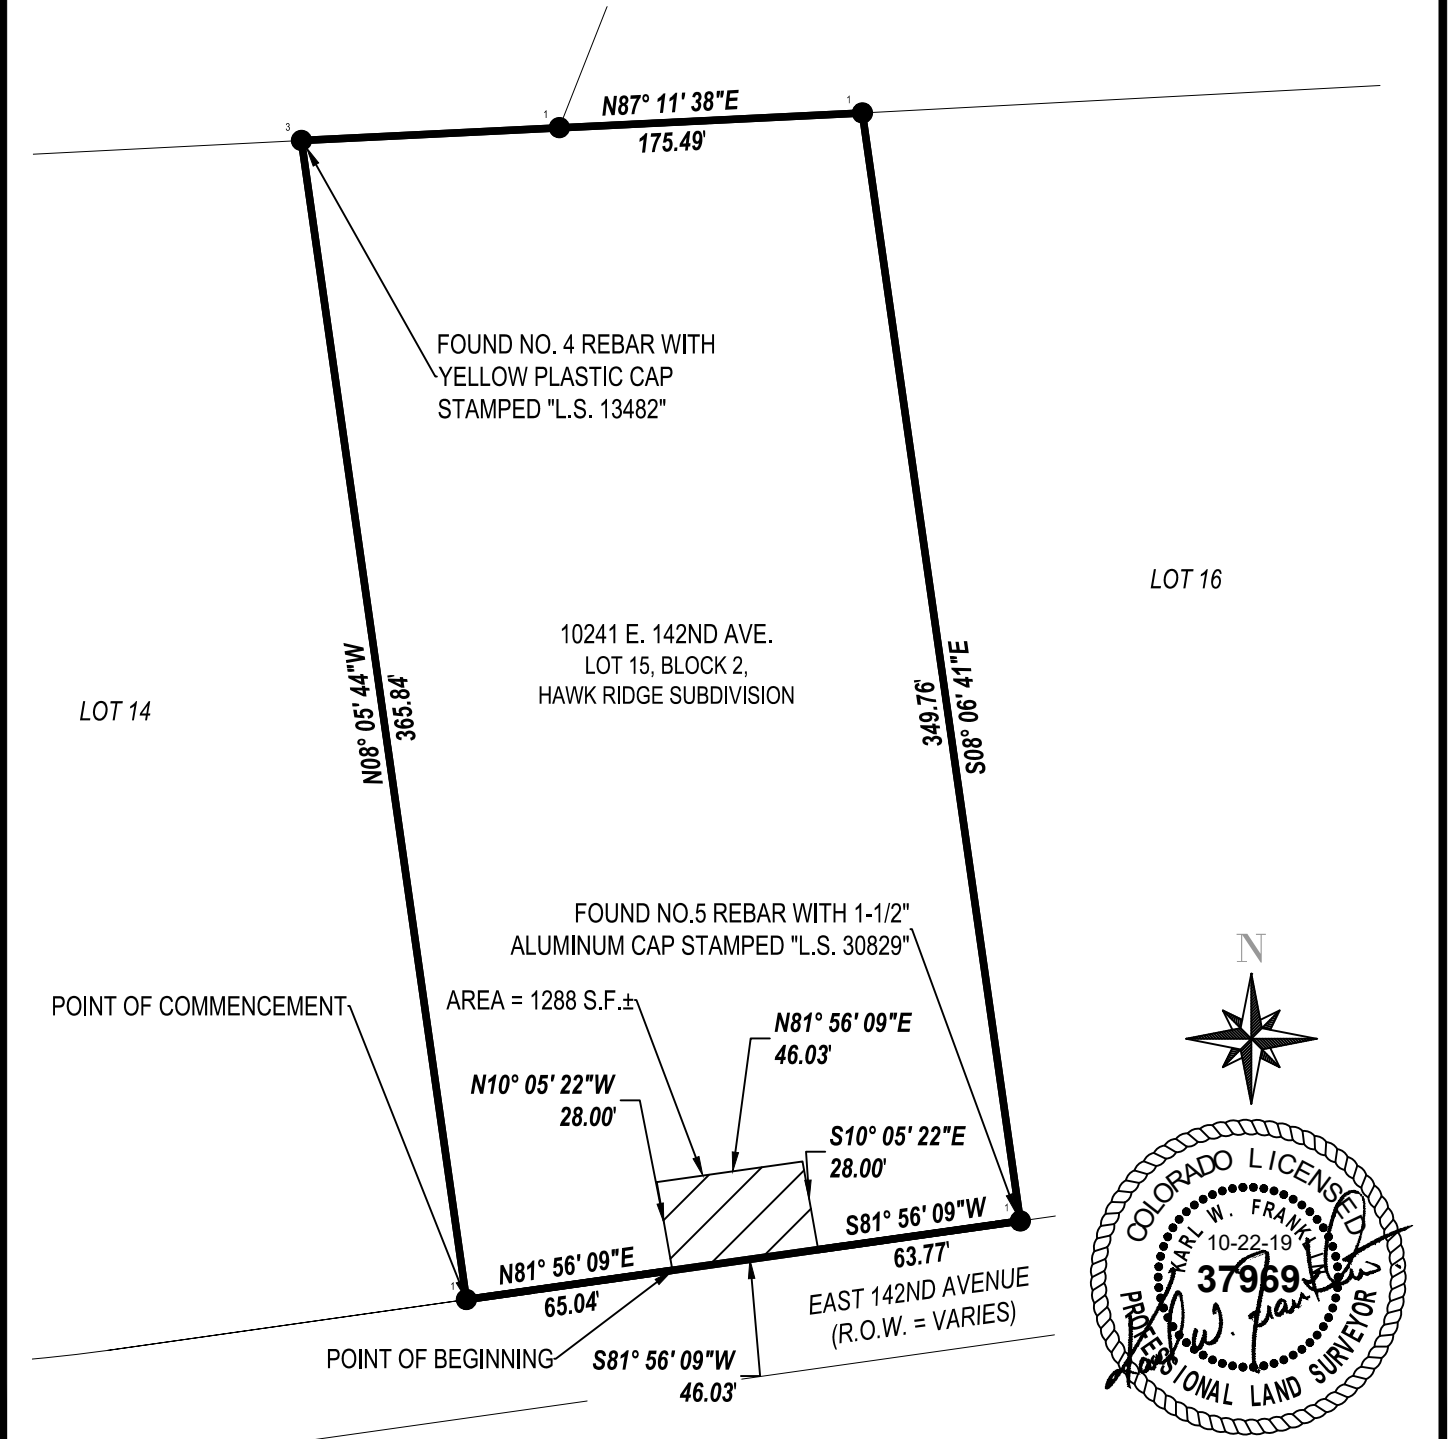 N87° 11' 38"E
175.49'
3
1
1
FOUND NO. 4 REBAR WITH
YELLOW PLASTIC CAP
STAMPED "L.S. 13482"
LOT 16
10241 E. 142ND AVE.
LOT 15, BLOCK 2,
HAWK RIDGE SUBDIVISION
LOT 14
N08° 05' 44"W
365.84'
349.76'
S08° 06' 41"E
FOUND NO.5 REBAR WITH 1-1/2"
ALUMINUM CAP STAMPED "L.S. 30829"
POINT OF COMMENCEMENT
AREA = 1288 S.F.±
N81° 56' 09"E
46.03'
N10° 05' 22"W
28.00'
S10° 05' 22"E
28.00'
S81° 56' 09"W
63.77'
1
1
N81° 56' 09"E
65.04'
EAST 142ND AVENUE
(R.O.W. = VARIES)
POINT OF BEGINNING
S81° 56' 09"W
46.03'
N
COLORADO LICENSED
KARL W. FRANK
10-22-19
37969
PROFESSIONAL LAND SURVEYOR